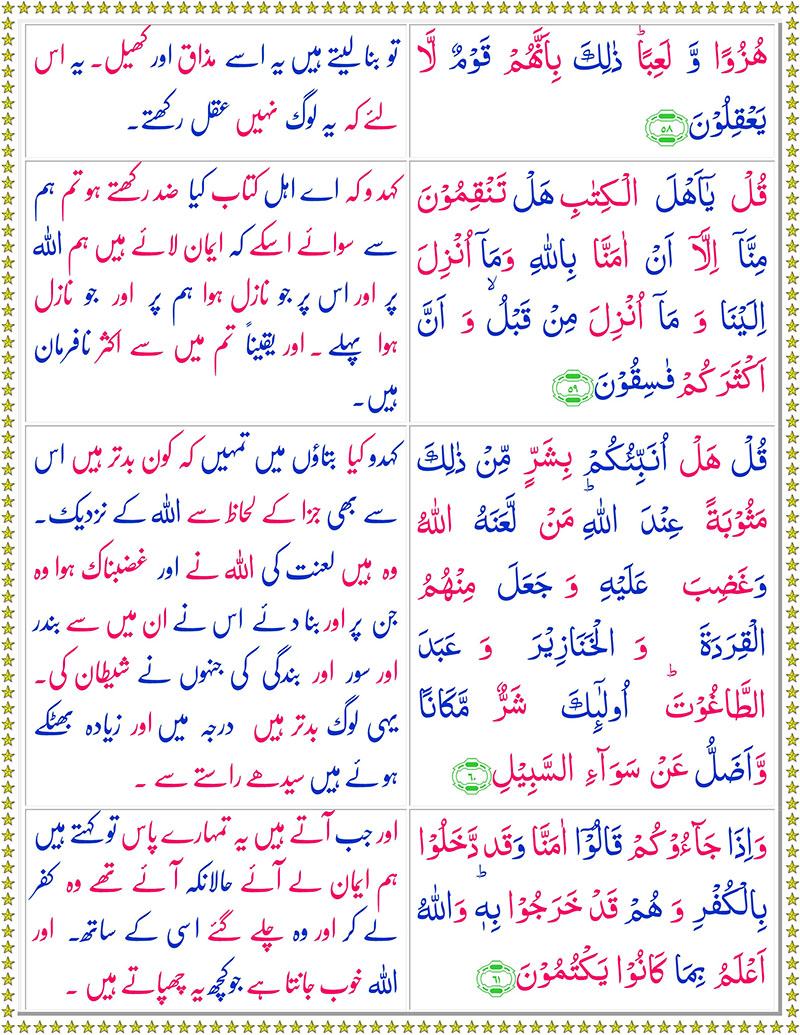 هُزُوًا وَّ لَعِبًا ؕ ذٰلِكَ بِاَنَّهُمْ قَوْمٌ لَّا
يَعْقِلُوْنَ ﴿۵۸﴾
تو بنا لیتے ہیں یہ اسے مذاق اور کھیل۔ یہ اس
لئے کہ یہ لوگ نہیں عقل رکھتے۔
قُلْ يٰۤاَهْلَ الْكِتٰبِ هَلْ تَنْقِمُوْنَ
مِنَّاۤ اِلَّاۤ اَنْ اٰمَنَّا بِاللّٰهِ وَمَاۤ اُنْزِلَ
اِلَيْنَا وَ مَاۤ اُنْزِلَ مِنْ قَبْلُ ۙ وَ اَنَّ
اَكْثَرَكُمْ فٰسِقُوْنَ ﴿۵۹﴾
کہدو کہ اے اہل کتاب کیا ضد رکھتے ہو تم ہم
سے سوائے اسکے کہ ایمان لائے ہیں ہم اللہ
پر اور اس پر جو نازل ہوا ہم پر اور جو نازل
ہوا پہلے ۔ اور یقیناً تم میں سے اکثر نافرمان
ہیں۔
قُلْ هَلْ اُنَبِّئُكُمْ بِشَرٍّ مِّنْ ذٰلِكَ
مَثُوْبَةً عِنْدَ اللّٰهِ ؕ مَنْ لَّعَنَهُ اللّٰهُ
وَغَضِبَ عَلَيْهِ وَ جَعَلَ مِنْهُمُ
الْقِرَدَةَ وَ الْخَنَازِيْرَ وَ عَبَدَ
الطَّاغُوْتَ ؕ اُولٰٓئِكَ شَرٌّ مَّكَانًا
وَّاَضَلُّ عَنْ سَوَآءِ السَّبِيْلِ ﴿۶۰﴾
کہدو کیا بتاؤں میں تمہیں کہ کون بدتر ہیں اس
سے بھی جزا کے لحاظ سے اللہ کے نزدیک۔
وہ ہیں لعنت کی اللہ نے اور غضبناک ہوا وہ
جن پر اور بنا دئے اس نے ان میں سے بندر
اور سور اور بندگی کی جنہوں نے شیطان کی۔
یہی لوگ بدتر ہیں درجہ میں اور زیادہ بھٹکے
ہوئے ہیں سیدھے راستے سے ۔
وَاِذَا جَآءُوْكُمْ قَالُوْۤا اٰمَنَّا وَقَد دَّخَلُوْا
بِالْكُفْرِ وَ هُمْ قَدْ خَرَجُوْا بِهٖ ؕ وَاللّٰهُ
اَعْلَمُ بِمَا كَانُوْا يَكْتُمُوْنَ ﴿۶۱﴾
اور جب آتے ہیں یہ تمہارے پاس تو کہتے ہیں
ہم ایمان لے آئے حالانکہ آئے تھے وہ کفر
لے کر اور وہ چلے گئے اسی کے ساتھ۔ اور
اللہ خوب جانتا ہے جو کچھ یہ چھپاتے ہیں ۔